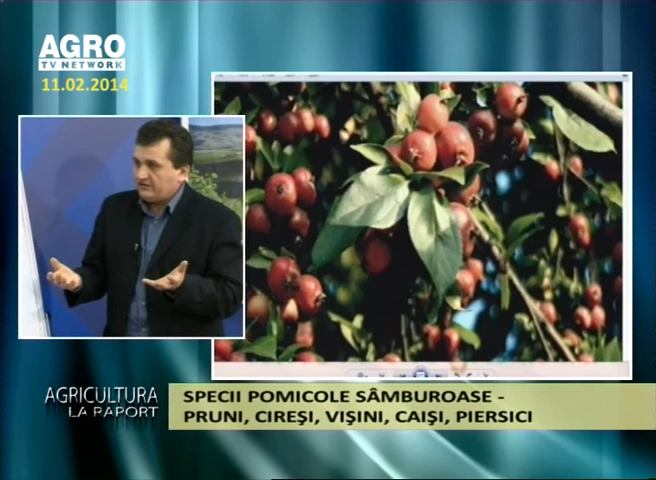 AGRO
TV NETWORK
11.02.2014
AGRICULTURA
LA RAPORT
SPECII POMICOLE SÂMBUROASE -
PRUNI, CIREŞI, VIŞINI, CAIŞI, PIERSICI